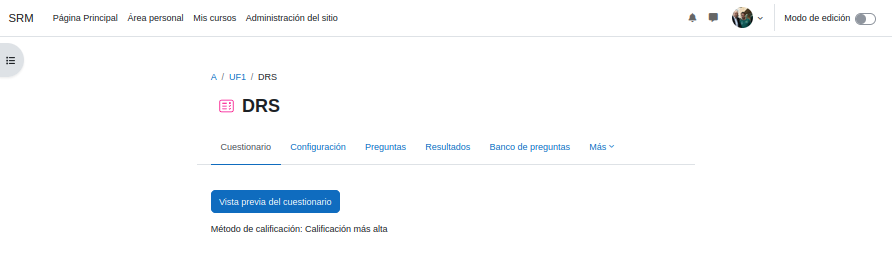 SRM Página Principal Área personal Mis cursos Administración del sitio Modo de edición
A / UF1 / DRS
DRS
Cuestionario Configuración Preguntas Resultados Banco de preguntas Más
Vista previa del cuestionario
Método de calificación: Calificación más alta